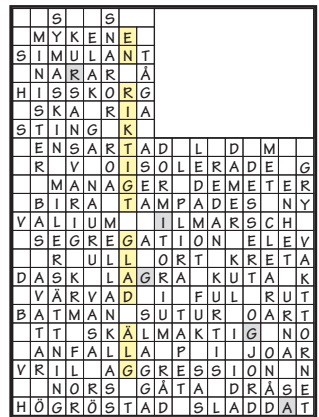 S S
MYKENE
SIMULANT
NARAR Å
HISSKORG
SKA RIA
STING K
ENSARTAD L D M
R VOTISOLERADE G
MANAGER DEMETER
BIRA TAMPADES NY
VALIUM ILMARSCH
SEGREGATION ELEV
R ULL ORT KRETA
DASK LAGRA KUTA K
VÄRVAD I FUL RUT
BATMAN SUTUR OART
TT SKÄLMAKTIG NO
ANFALLA P I JOAR
VRIL AGGRESSION N
NORS GÅTA DRÅSE
HÖGRÖSTAD SLADDAT